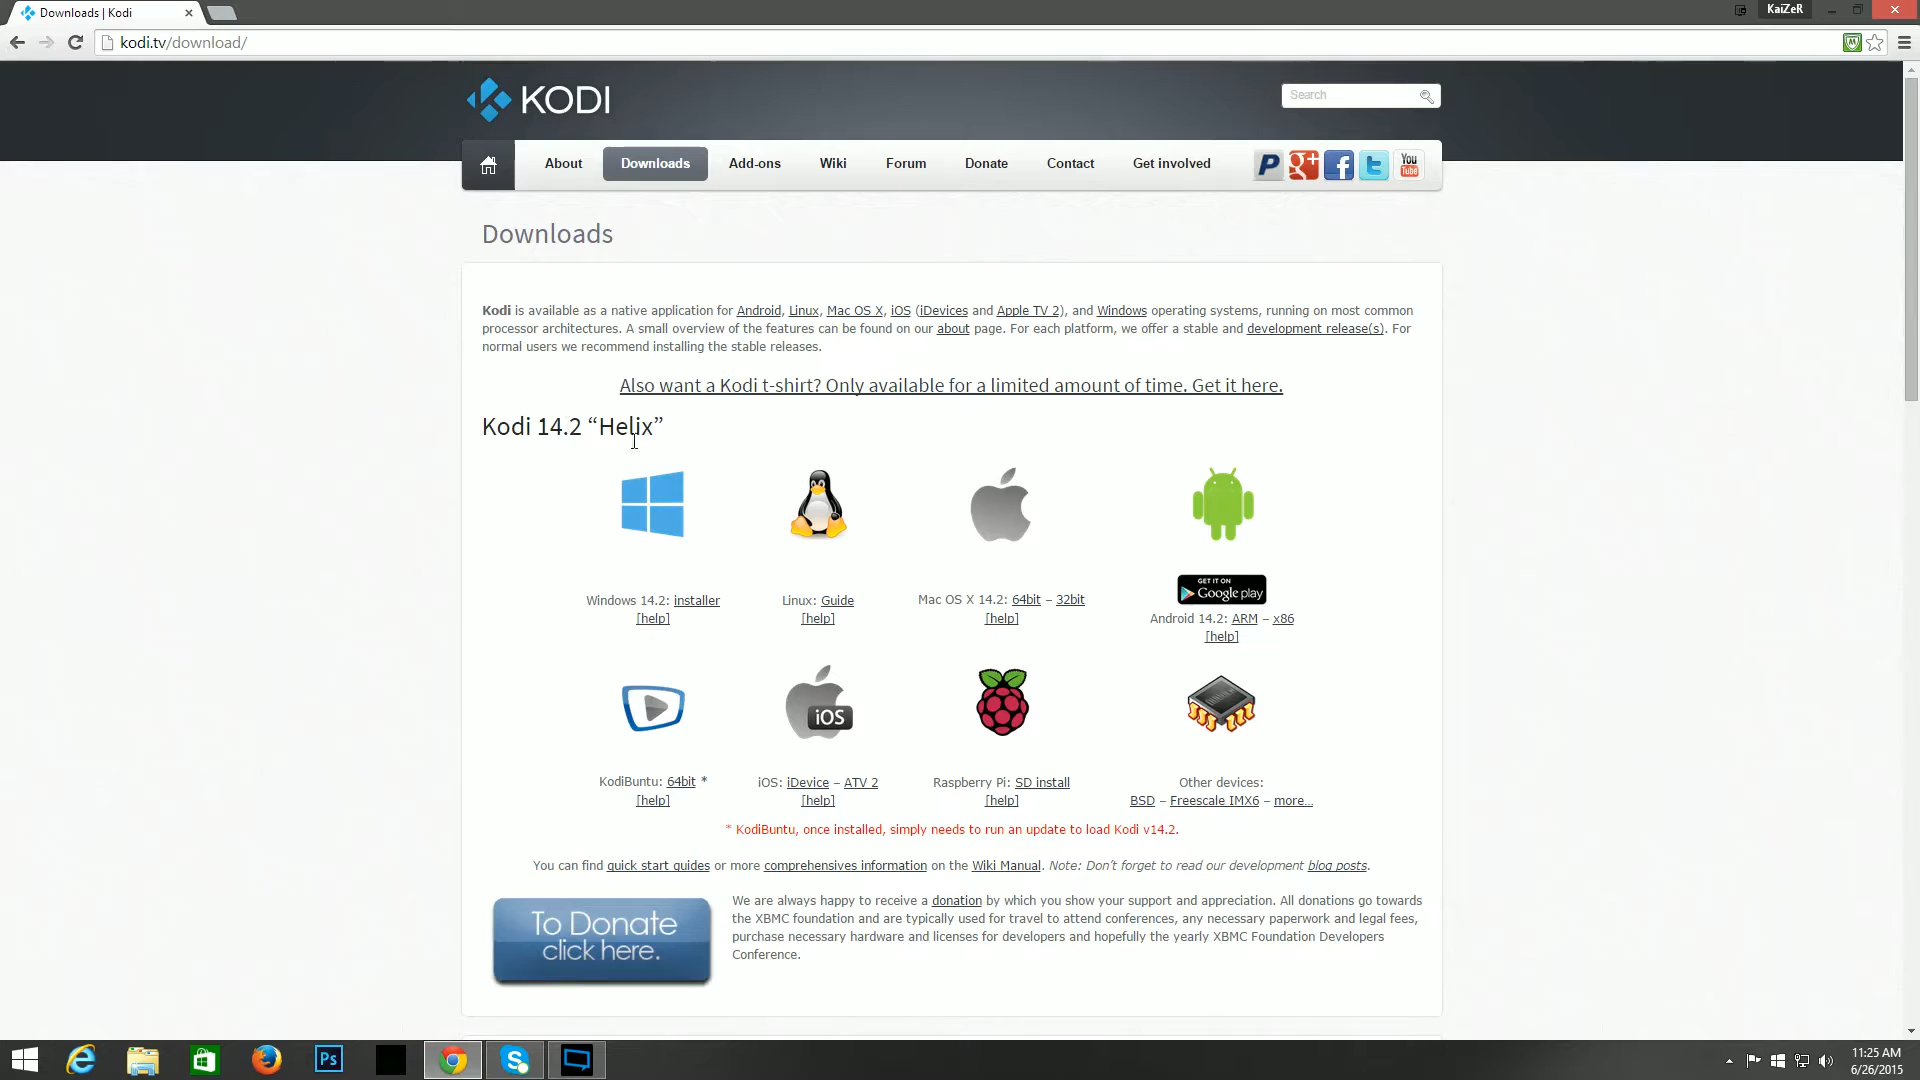 Downloads | Kodi
KaiZeR
kodi.tv/download/
KODI
Search
About Downloads Add-ons Wiki Forum Donate Contact Get involved
You Tube
Downloads
Kodi is available as a native application for Android, Linux, Mac OS X, iOS (iDevices and Apple TV 2), and Windows operating systems, running on most common
processor architectures. A small overview of the features can be found on our about page. For each platform, we offer a stable and development release(s). For
normal users we recommend installing the stable releases.
Also want a Kodi t-shirt? Only available for a limited amount of time. Get it here.
Kodi 14.2 “Helix”
GET IT ON
Google play
Windows 14.2: installer
[help]
Linux: Guide
[help]
Mac OS X 14.2: 64bit – 32bit
[help]
Android 14.2: ARM – x86
[help]
iOS
KodiBuntu: 64bit *
[help]
iOS: iDevice – ATV 2
[help]
Raspberry Pi: SD install
[help]
Other devices:
BSD – Freescale IMX6 – more...
* KodiBuntu, once installed, simply needs to run an update to load Kodi v14.2.
You can find quick start guides or more comprehensives information on the Wiki Manual. Note: Don’t forget to read our development blog posts.
To Donate
click here.
We are always happy to receive a donation by which you show your support and appreciation. All donations go towards
the XBMC foundation and are typically used for travel to attend conferences, any necessary paperwork and legal fees,
purchase necessary hardware and licenses for developers and hopefully the yearly XBMC Foundation Developers
Conference.
Ps
11:25 AM
6/26/2015